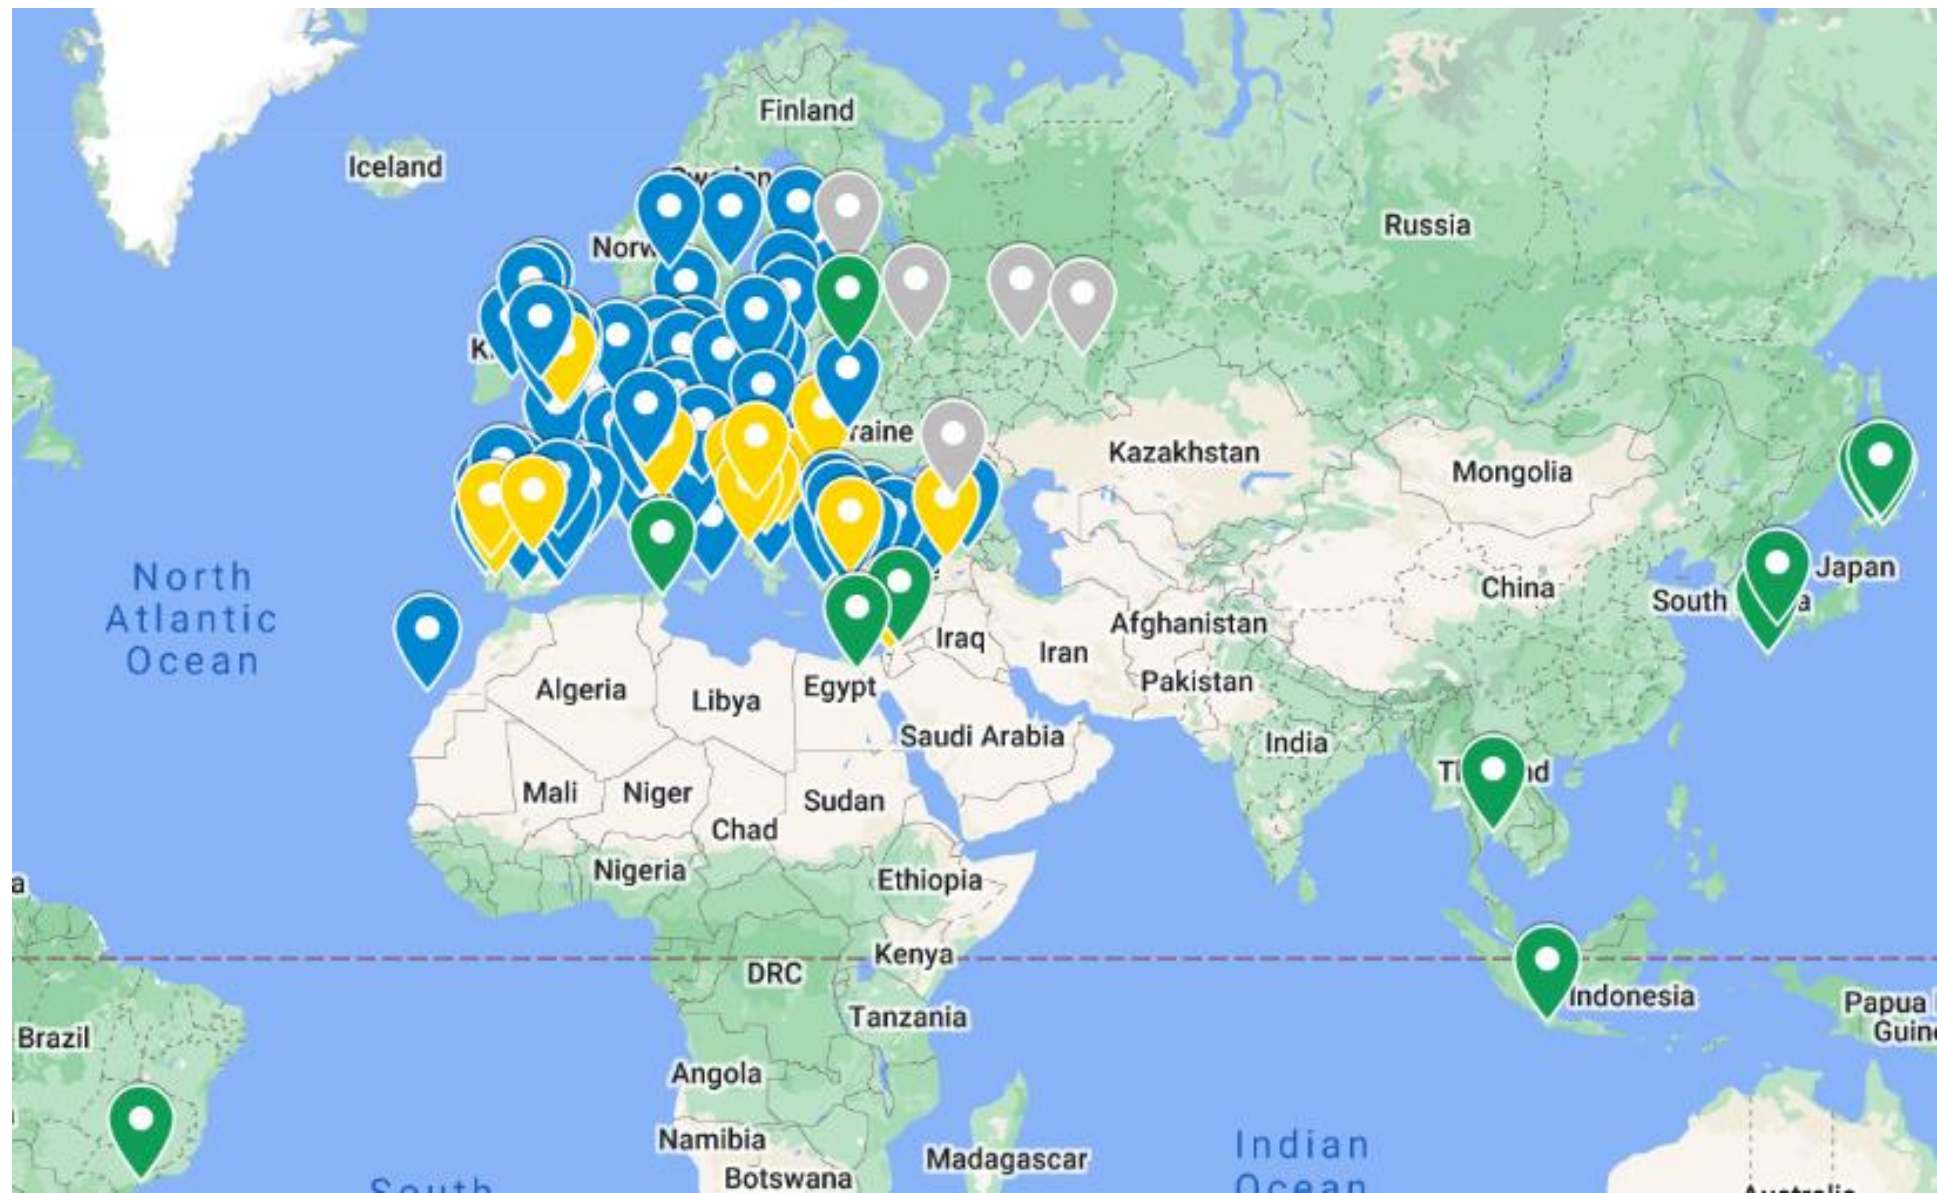 Finland
Iceland
Russia
Kazakhstan
Mongolia
North
Atlantic
Ocean
China
Japan
South
Afghanistan
Iraq
Iran
Pakistan
Algeria
Libya
Egypt
Saudi Arabia
India
Mali
Niger
Sudan
Chad
Nigeria
Ethiopia
Kenya
DRC
Indonesia
Papua
Tanzania
Brazil
Angola
Namibia
Madagascar
Botswana
Indian
Ocean